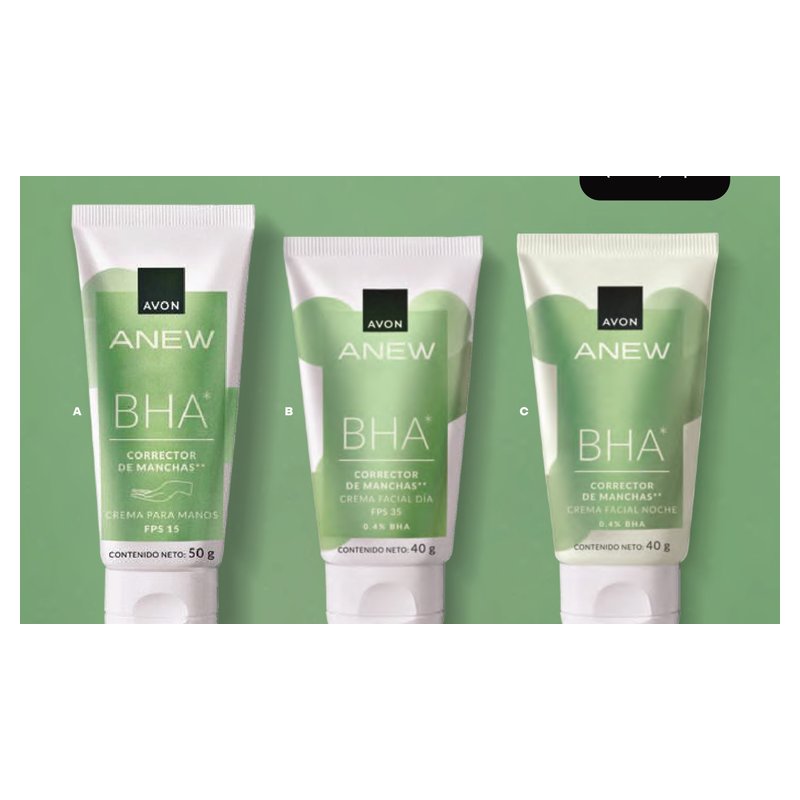 A
AVON
ANEW
BHA*
CORRECTOR
DE MANCHAS**
CREMA PARA MANOS
FPS 15
CONTENIDO NETO: 50 g
B
AVON
ANEW
BHA*
CORRECTOR
DE MANCHAS**
CREMA FACIAL DÍA
FPS 35
0.4% BHA
CONTENIDO NETO: 40 g
C
AVON
ANEW
BHA*
CORRECTOR
DE MANCHAS**
CREMA FACIAL NOCHE
0.4% BHA
CONTENIDO NETO: 40 g